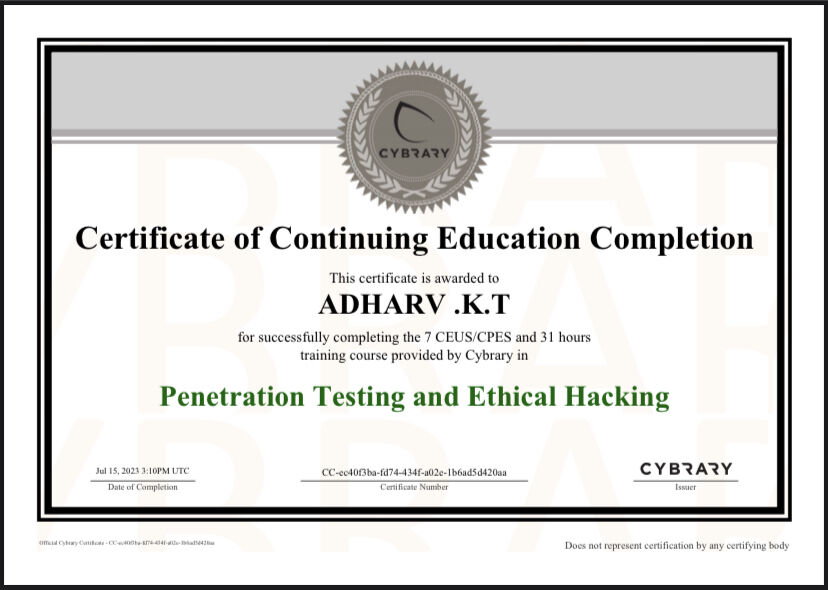 CYBRARY
Certificate of Continuing Education Completion
This certificate is awarded to
ADHARV .K.T
for successfully completing the 7 CEUS/CPES and 31 hours
training course provided by Cybrary in
Penetration Testing and Ethical Hacking
Jul 15, 2023 3:10PM UTC
Date of Completion
CC-ec40f3ba-fd74-434f-a02e-1b6ad5d420aa
Certificate Number
CYBRARY
Issuer
Official Cybrary Certificate - CC-ec40f3ba-fd74-434f-a02e-1b6ad5d420aa
Does not represent certification by any certifying body